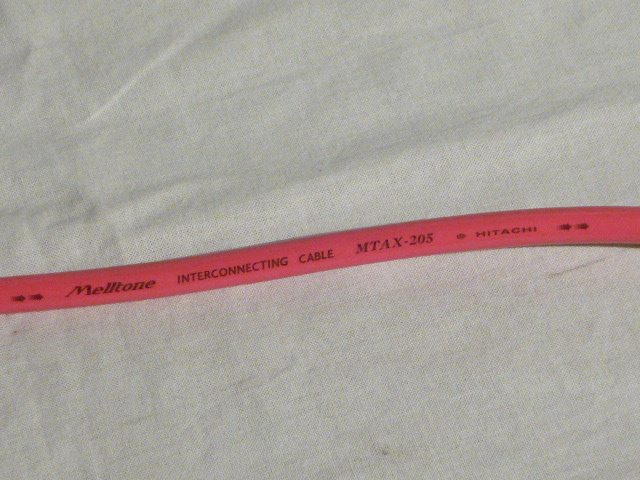 Melltone INTERCONNECTING CABLE MTAX-205 HITACHI